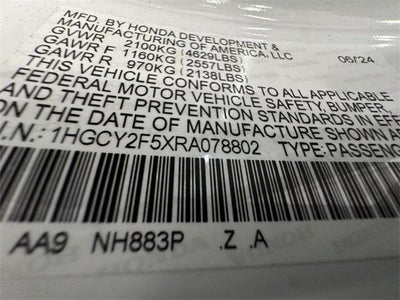 MFD. BY HONDA DEVELOPMENT &
MANUFACTURING OF AMERICA, LLC
GVWR 2100KG (4629LBS) 06/24
GAWR F 1160KG (2557LBS)
GAWR R 970KG (2138LBS)
THIS VEHICLE CONFORMS TO ALL APPLICABLE
FEDERAL MOTOR VEHICLE SAFETY, BUMPER,
AND THEFT PREVENTION STANDARDS IN EFFE
ON THE DATE OF MANUFACTURE SHOWN A
I.N.: 1HGCY2F5XRA078802 TYPE: PASSENG
AA9 NH883P .Z .A